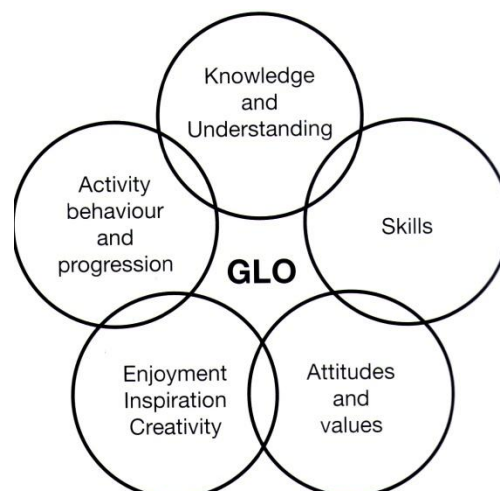 Knowledge
and
Understanding
Activity
behaviour
and
progression
Skills
GLO
Enjoyment
Inspiration
Creativity
Attitudes
and
values